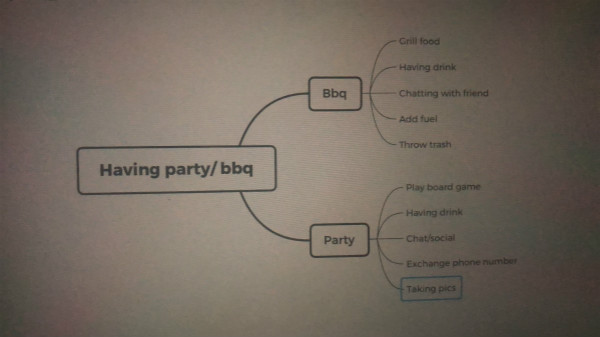 Having party/ bbq
Bbq
Grill food
Having drink
Chatting with friend
Add fuel
Throw trash
Party
Play board game
Having drink
Chat/social
Exchange phone number
Taking pics